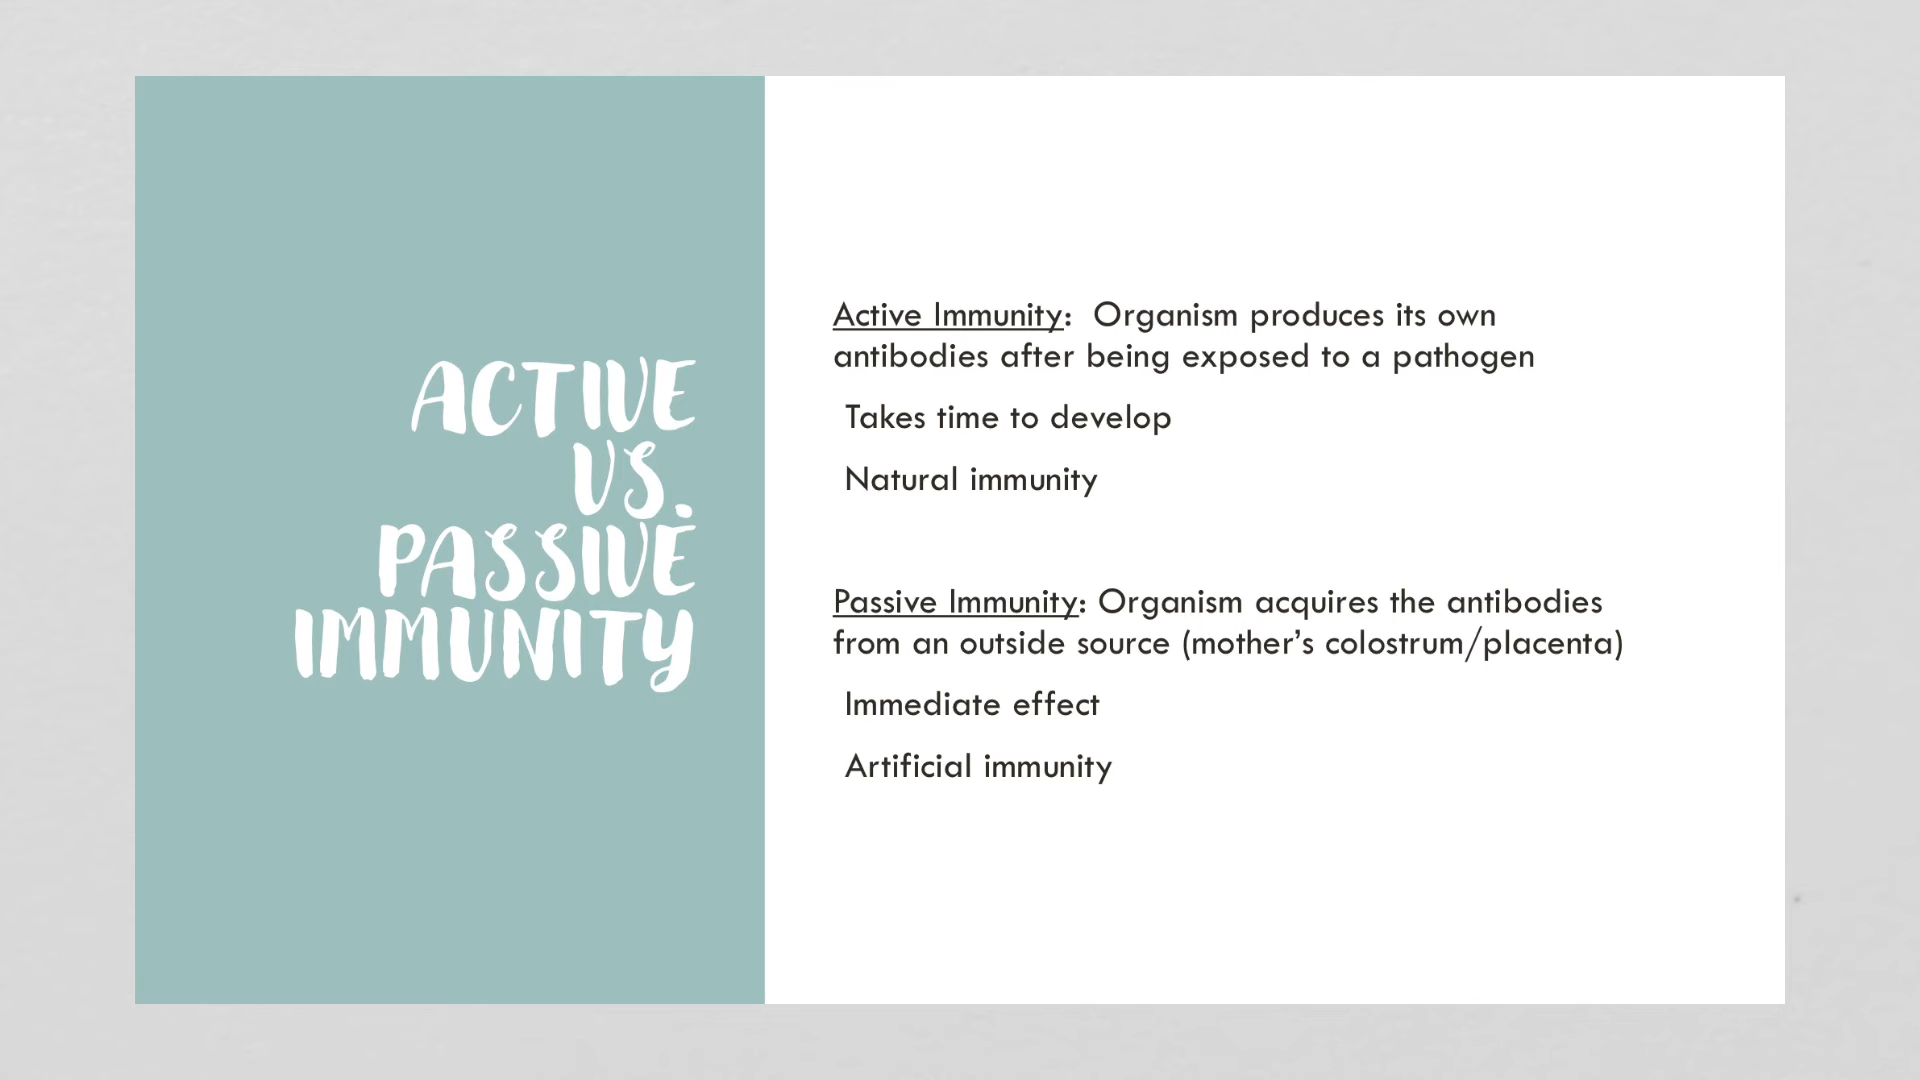 ACTIVE
VS.
PASSIVE
IMMUNITY
Active Immunity: Organism produces its own
antibodies after being exposed to a pathogen
Takes time to develop
Natural immunity
Passive Immunity: Organism acquires the antibodies
from an outside source (mother’s colostrum/placenta)
Immediate effect
Artificial immunity